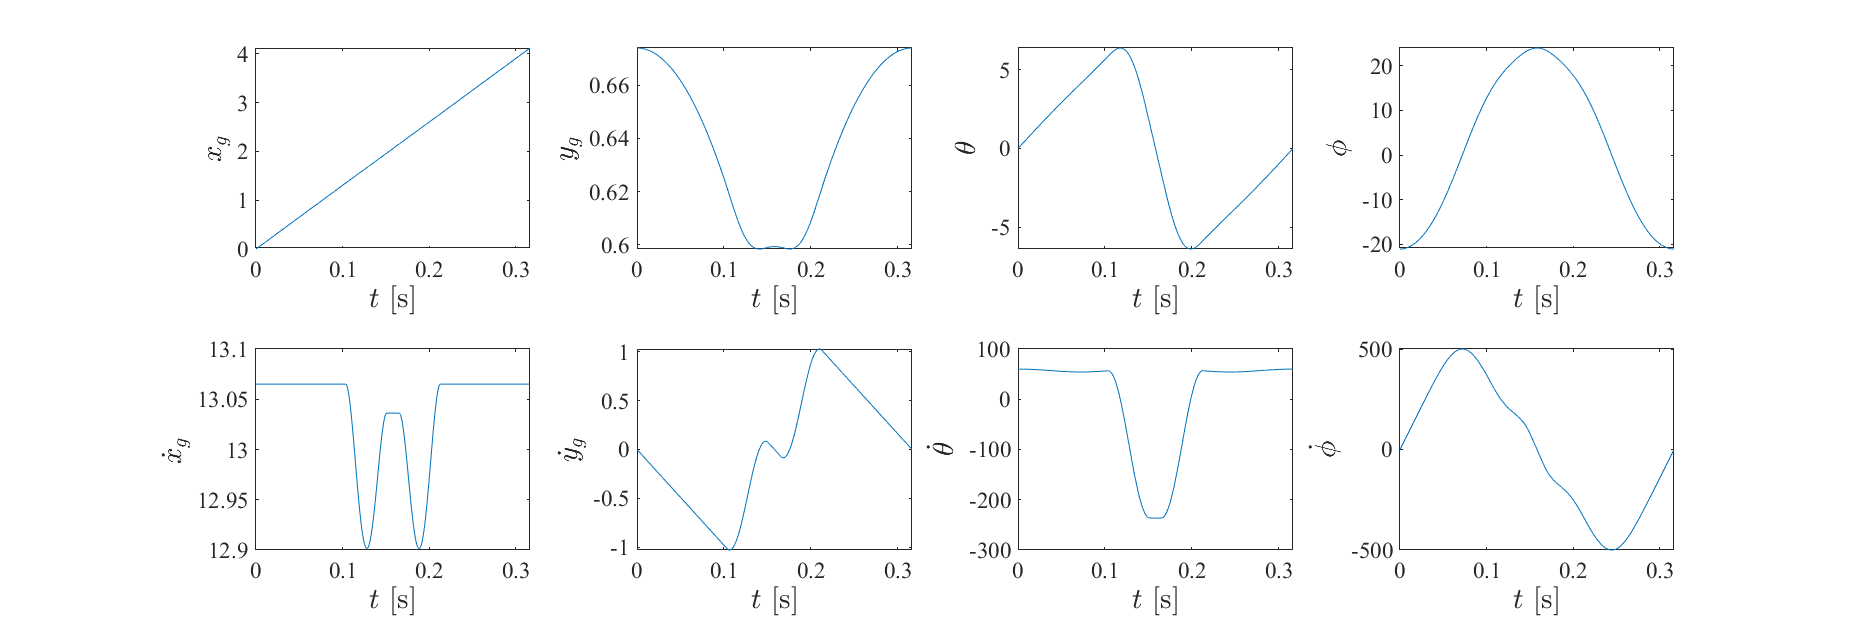 x_g
4
3
2
1
0
0 0.1 0.2 0.3
t [s]
y_g
0.66
0.64
0.62
0.6
0 0.1 0.2 0.3
t [s]
θ
5
0
-5
0 0.1 0.2 0.3
t [s]
ϕ
20
10
0
-10
-20
0 0.1 0.2 0.3
t [s]
ẋ_g
13.1
13.05
13
12.95
12.9
0 0.1 0.2 0.3
t [s]
ẏ_g
1
0.5
0
-0.5
-1
0 0.1 0.2 0.3
t [s]
θ̇
100
0
-100
-200
-300
0 0.1 0.2 0.3
t [s]
ϕ̇
500
0
-500
0 0.1 0.2 0.3
t [s]